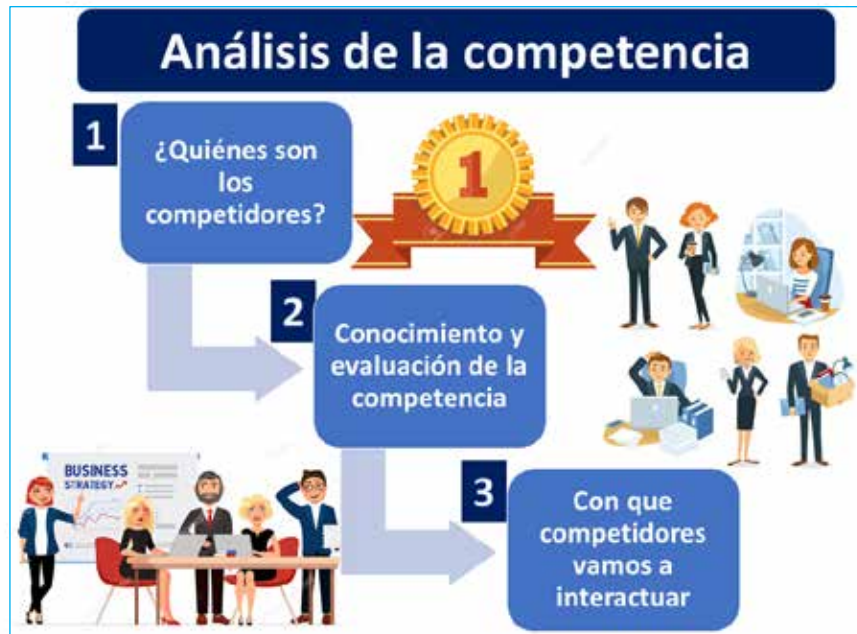 Análisis de la competencia
1
¿Quiénes son
los
competidores?
1
2
Conocimiento y
evaluación de la
competencia
BUSINESS
STRATEGY
3
Con que
competidores
vamos a
interactuar